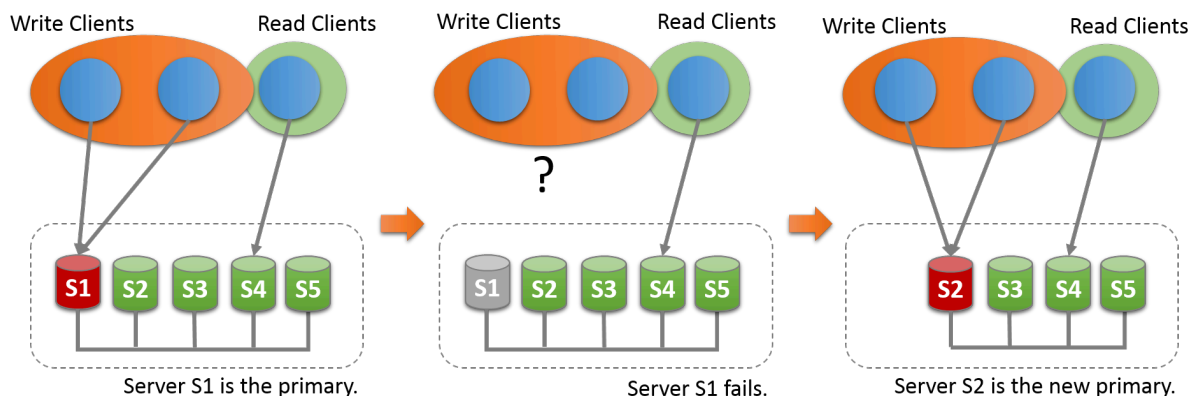 Write Clients
Read Clients
S1 S2 S3 S4 S5
Server S1 is the primary.
Write Clients
Read Clients
?
S1 S2 S3 S4 S5
Server S1 fails.
Write Clients
Read Clients
S2 S3 S4 S5
Server S2 is the new primary.